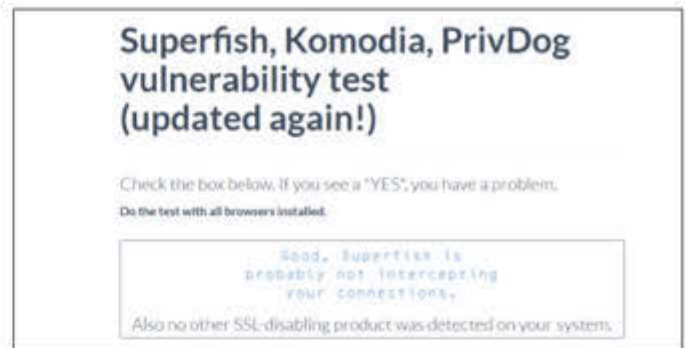 Superfish, Komodia, PrivDog
vulnerability test
(updated again!)
Check the box below. If you see a "YES", you have a problem.
Do the test with all browsers installed.
Good, Superfish is
probably not intercepting
your connections.
Also no other SSL-disabling product was detected on your system.